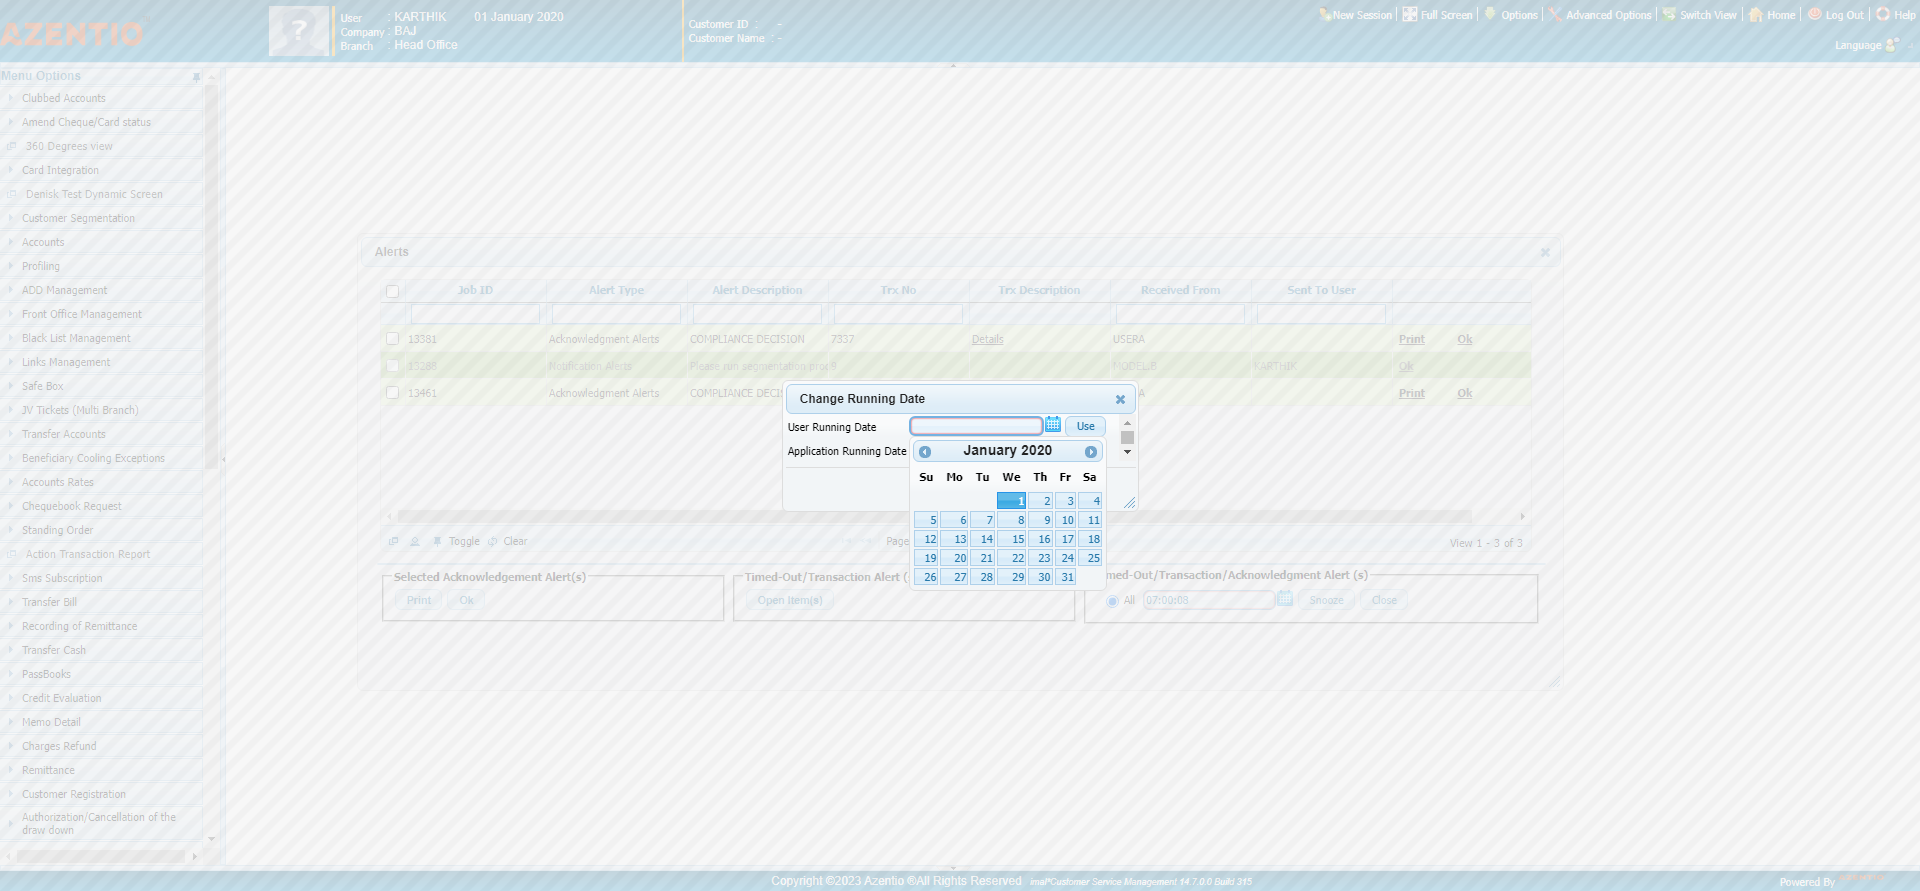 AZENTIO
User : KARTHIK 01 January 2020
Company : BAJ
Branch : Head Office
Customer ID : -
Customer Name : -
New Session
Full Screen
Options
Advanced Options
Switch View
Home
Log Out
Help
Language
Menu Options
Clubbed Accounts
Amend Cheque/Card status
360 Degrees view
Card Integration
Denisk Test Dynamic Screen
Customer Segmentation
Accounts
Profiling
ADD Management
Front Office Management
Black List Management
Links Management
Safe Box
JV Tickets (Multi Branch)
Transfer Accounts
Beneficiary Cooling Exceptions
Accounts Rates
Chequebook Request
Standing Order
Action Transaction Report
Sms Subscription
Transfer Bill
Recording of Remittance
Transfer Cash
PassBooks
Credit Evaluation
Memo Detail
Charges Refund
Remittance
Customer Registration
Authorization/Cancellation of the
draw down
Alerts
Job ID Alert Type Alert Description Trx No Trx Description Received From Sent To User
13381 Acknowledgment Alerts COMPLIANCE DECISION 7337 Details USERA Print Ok
13288 Notification Alerts Please run segmentation proc 9 MODEL.B KARTHIK Ok
13461 Acknowledgment Alerts COMPLIANCE DECIS A Print Ok
Change Running Date
User Running Date Use
Application Running Date
January 2020
Su Mo Tu We Th Fr Sa
1 2 3 4
5 6 7 8 9 10 11
12 13 14 15 16 17 18
19 20 21 22 23 24 25
26 27 28 29 30 31
Toggle Clear Page View 1 - 3 of 3
Selected Acknowledgement Alert(s)
Print Ok
Timed-Out/Transaction Alert (
Open Item(s)
med-Out/Transaction/Acknowledgment Alert (s)
All 07:00:08 Snooze Close
Copyright ©2023 Azentio ®All Rights Reserved imal*Customer Service Management 14.7.0.0 Build 315
Powered By